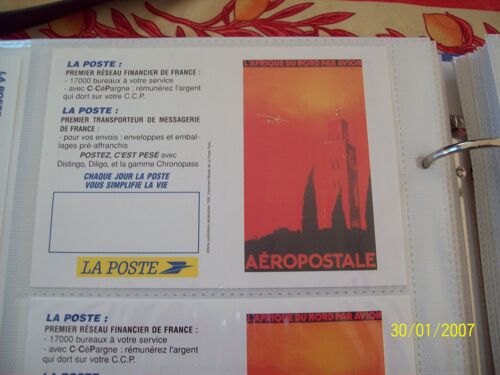 LA POSTE :
PREMIER RÉSEAU FINANCIER DE FRANCE :
- 17000 bureaux à votre service
- avec C·CéPargne : rémunérez l'argent
qui dort sur votre C.C.P.
LA POSTE :
PREMIER TRANSPORTEUR DE MESSAGERIE
DE FRANCE :
- pour vos envois : enveloppes et embal-
lages pré-affranchis
POSTEZ, C'EST PESÉ avec
Distingo, Diligo, et la gamme Chronopass
CHAQUE JOUR LA POSTE
VOUS SIMPLIFIE LA VIE
LA POSTE
L'AFRIQUE DU NORD PAR AVION
AÉROPOSTALE
LA POSTE
LA POSTE :
PREMIER RÉSEAU FINANCIER DE FRANCE :
- 17000 bureaux à votre service
- avec C·CéPargne : rémunérez l'argent
qui dort sur votre C.C.P.
LA POSTE
L'AFRIQUE DU NORD PAR AVION
30/01/2007